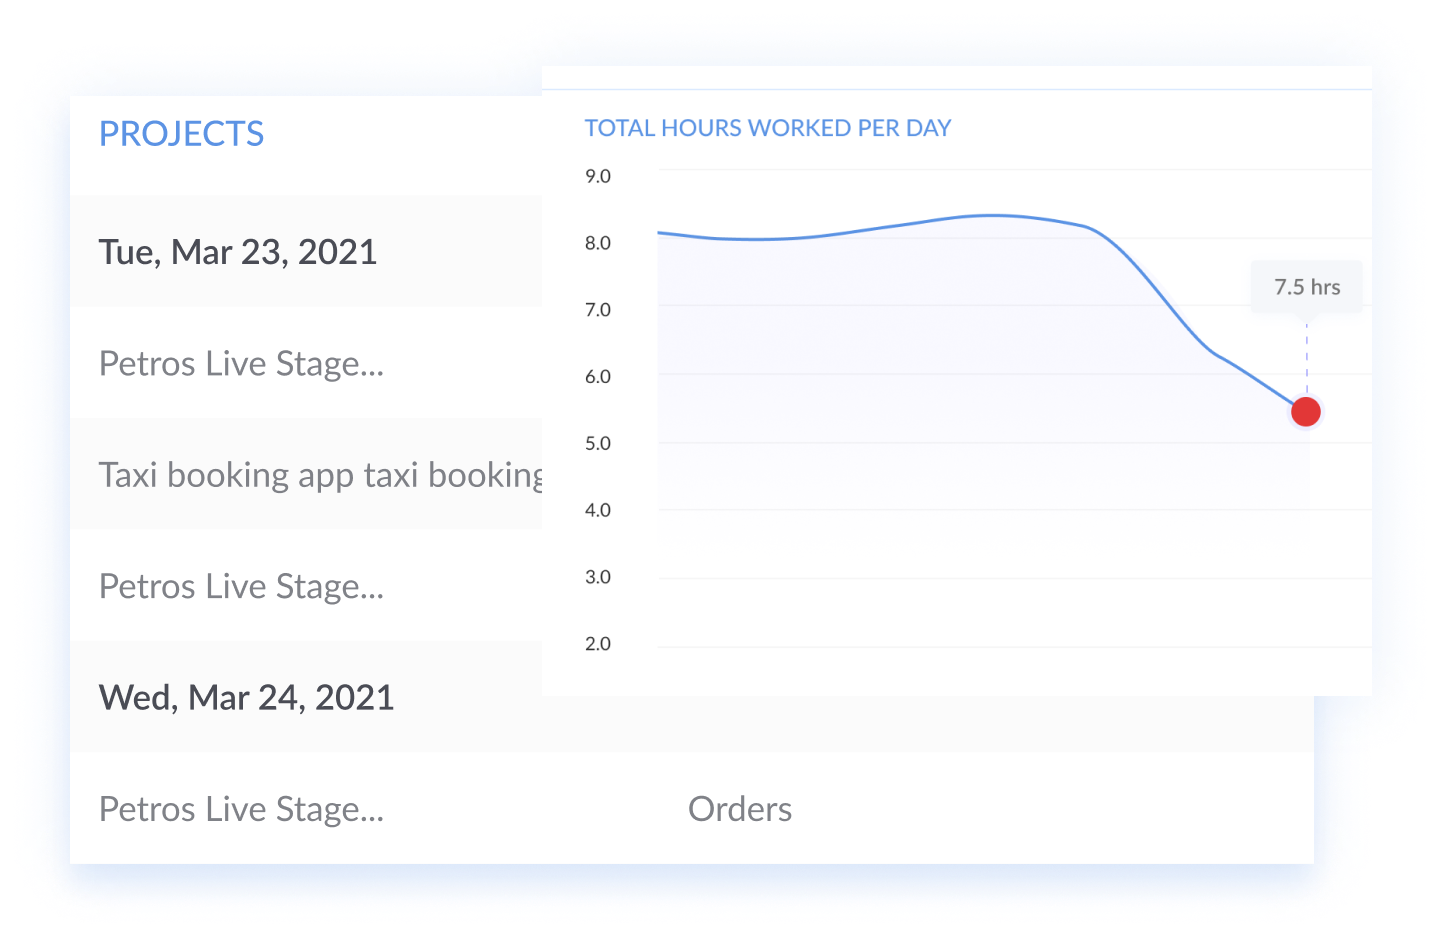 PROJECTS
Tue, Mar 23, 2021
Petros Live Stage...
Taxi booking app taxi booking
Petros Live Stage...
Wed, Mar 24, 2021
Petros Live Stage...
Orders
TOTAL HOURS WORKED PER DAY
9.0
8.0
7.0
6.0
5.0
4.0
3.0
2.0
7.5 hrs